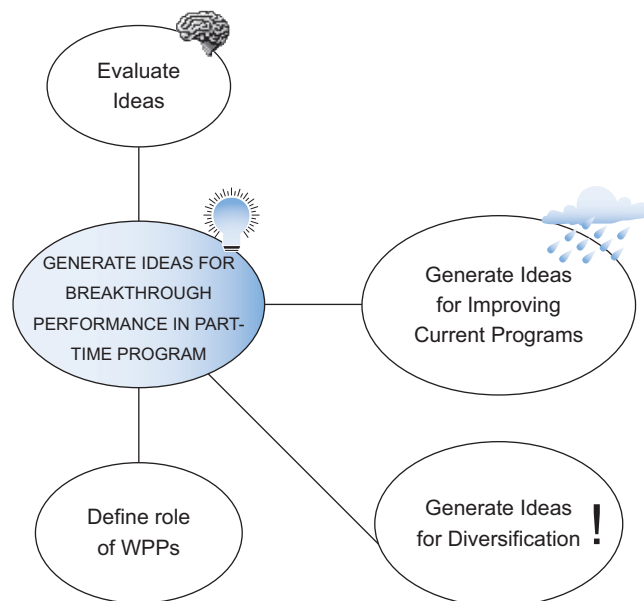 Evaluate
Ideas
GENERATE IDEAS FOR
BREAKTHROUGH
PERFORMANCE IN PART-
TIME PROGRAM
Generate Ideas
for Improving
Current Programs
Define role
of WPPs
Generate Ideas
for Diversification !